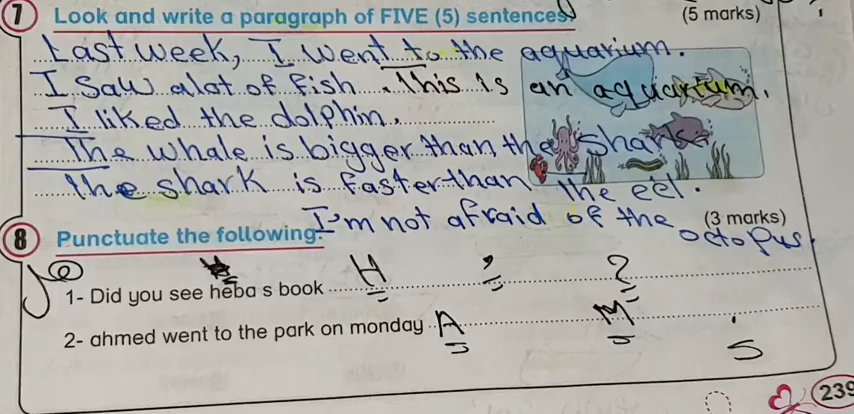 7 Look and write a paragraph of FIVE (5) sentences (5 marks)
Last week, I went to the aquarium.
I saw alot of fish. This is an aquarium.
I liked the dolphin.
The whale is bigger than the shark
the shark is faster than the eel.
I'm not afraid of the octopus.
8 Punctuate the following: (3 marks)
H
1- Did you see heba s book H ' ?
2- ahmed went to the park on monday A M .
S
239